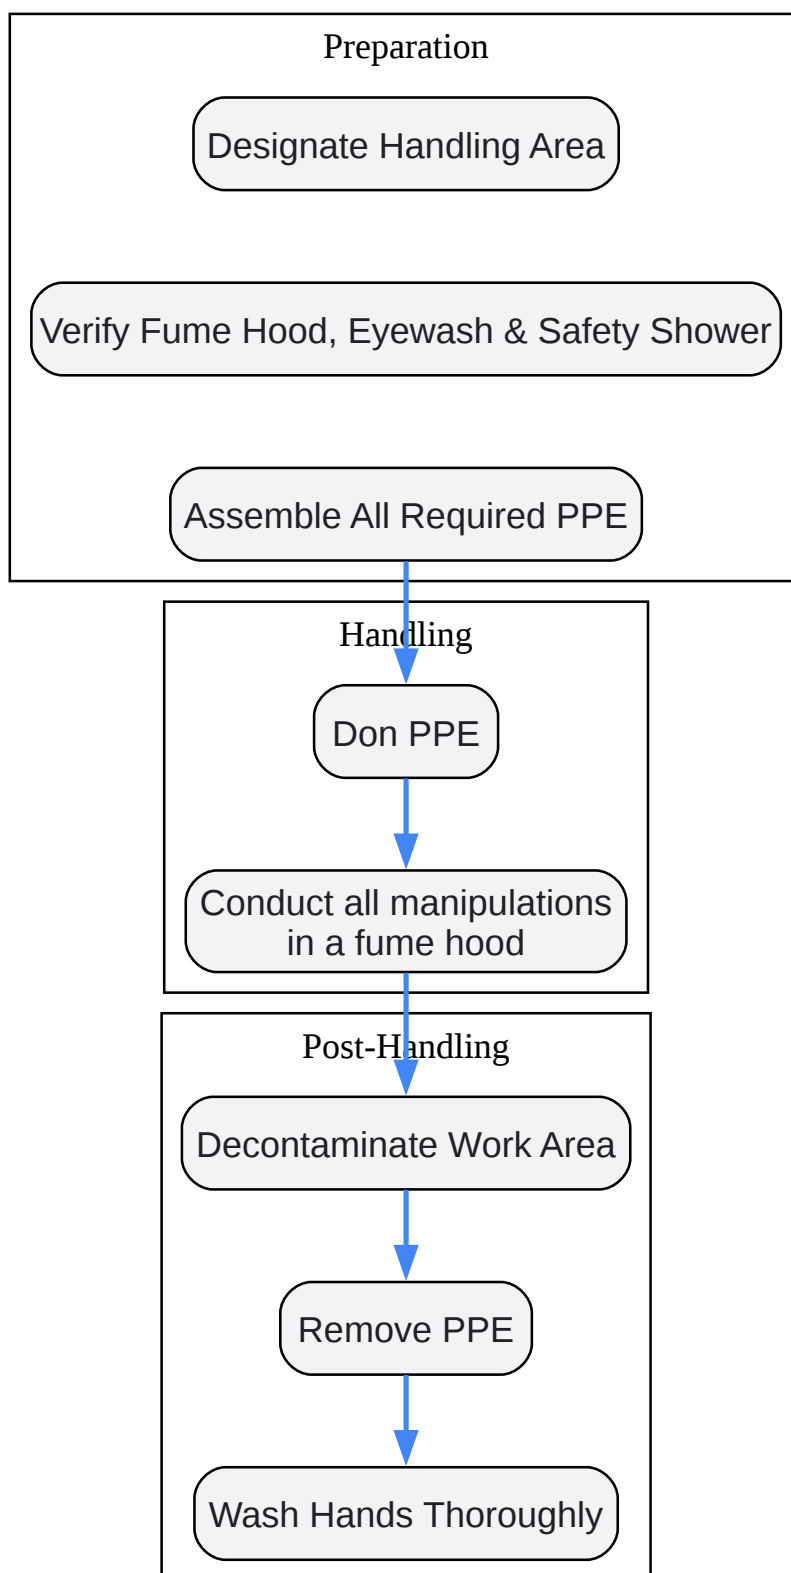 Preparation
Designate Handling Area
Verify Fume Hood, Eyewash & Safety Shower
Assemble All Required PPE
Handling
Don PPE
Conduct all manipulations
in a fume hood
Post-Handling
Decontaminate Work Area
Remove PPE
Wash Hands Thoroughly